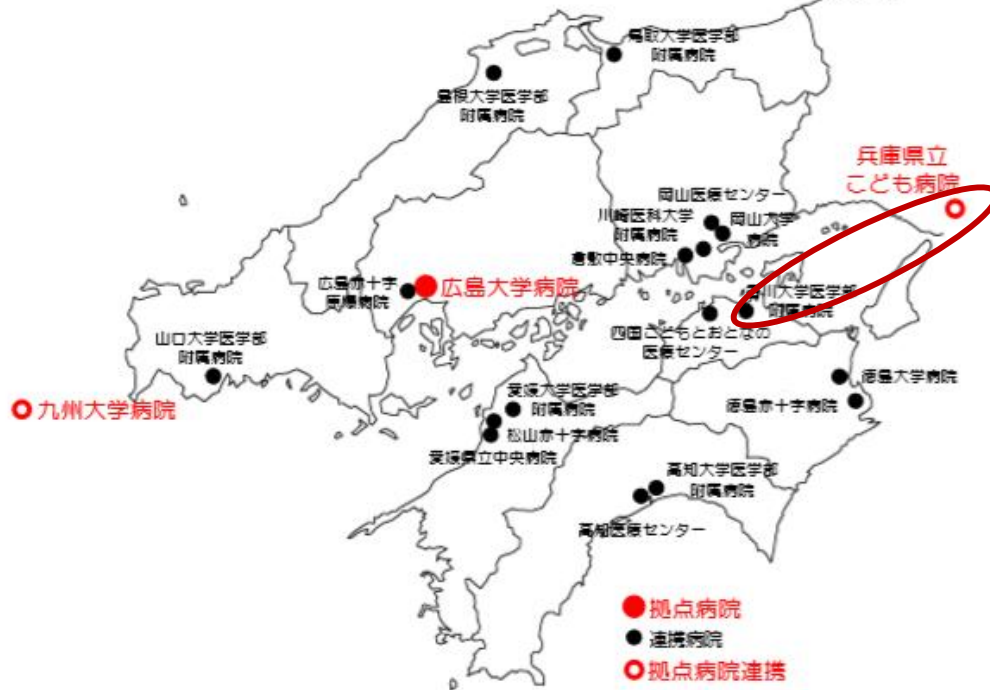 鳥取大学医学部
附属病院
島根大学医学部
附属病院
兵庫県立
こども病院
岡山医療センター
川崎医科大学
附属病院
岡山大学
病院
倉敷中央病院
広島赤十字
原爆病院
広島大学病院
香川大学医学部
附属病院
四国こどもとおとなの
医療センター
山口大学医学部
附属病院
九州大学病院
愛媛大学医学部
附属病院
松山赤十字病院
愛媛県立中央病院
徳島大学病院
徳島赤十字病院
高知大学医学部
附属病院
高知医療センター
拠点病院
連携病院
拠点病院連携